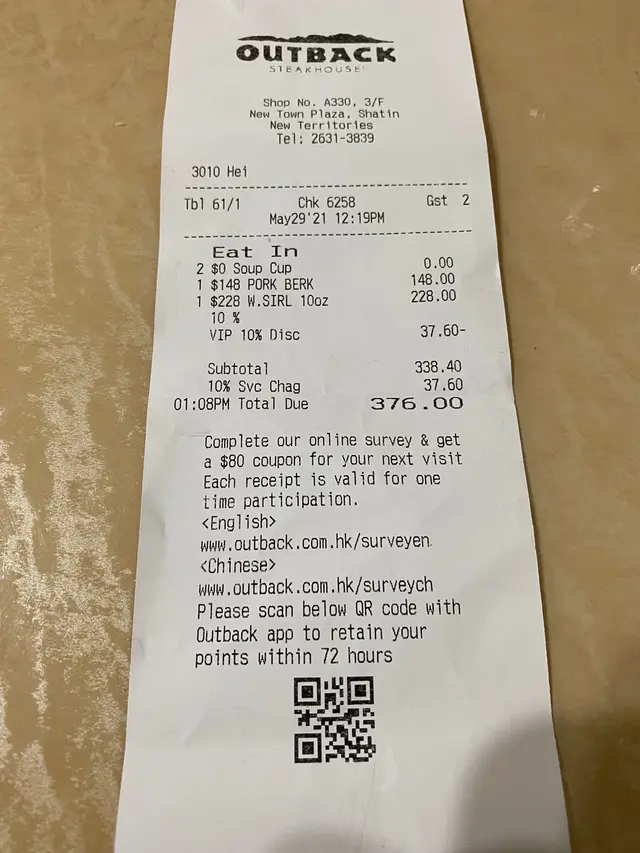 OUTBACK
STEAKHOUSE
Shop No. A330, 3/F
New Town Plaza, Shatin
New Territories
Tel: 2631-3839
3010 Hei
Tbl 61/1 Chk 6258 Gst 2
May29'21 12:19PM
Eat In
2 $0 Soup Cup 0.00
1 $148 PORK BERK 148.00
1 $228 W.SIRL 10oz 228.00
10 %
VIP 10% Disc 37.60-
Subtotal 338.40
10% Svc Chag 37.60
01:08PM Total Due 376.00
Complete our online survey & get
a $80 coupon for your next visit
Each receipt is valid for one
time participation.
<English>
www.outback.com.hk/surveyen
<Chinese>
www.outback.com.hk/surveych
Please scan below QR code with
Outback app to retain your
points within 72 hours